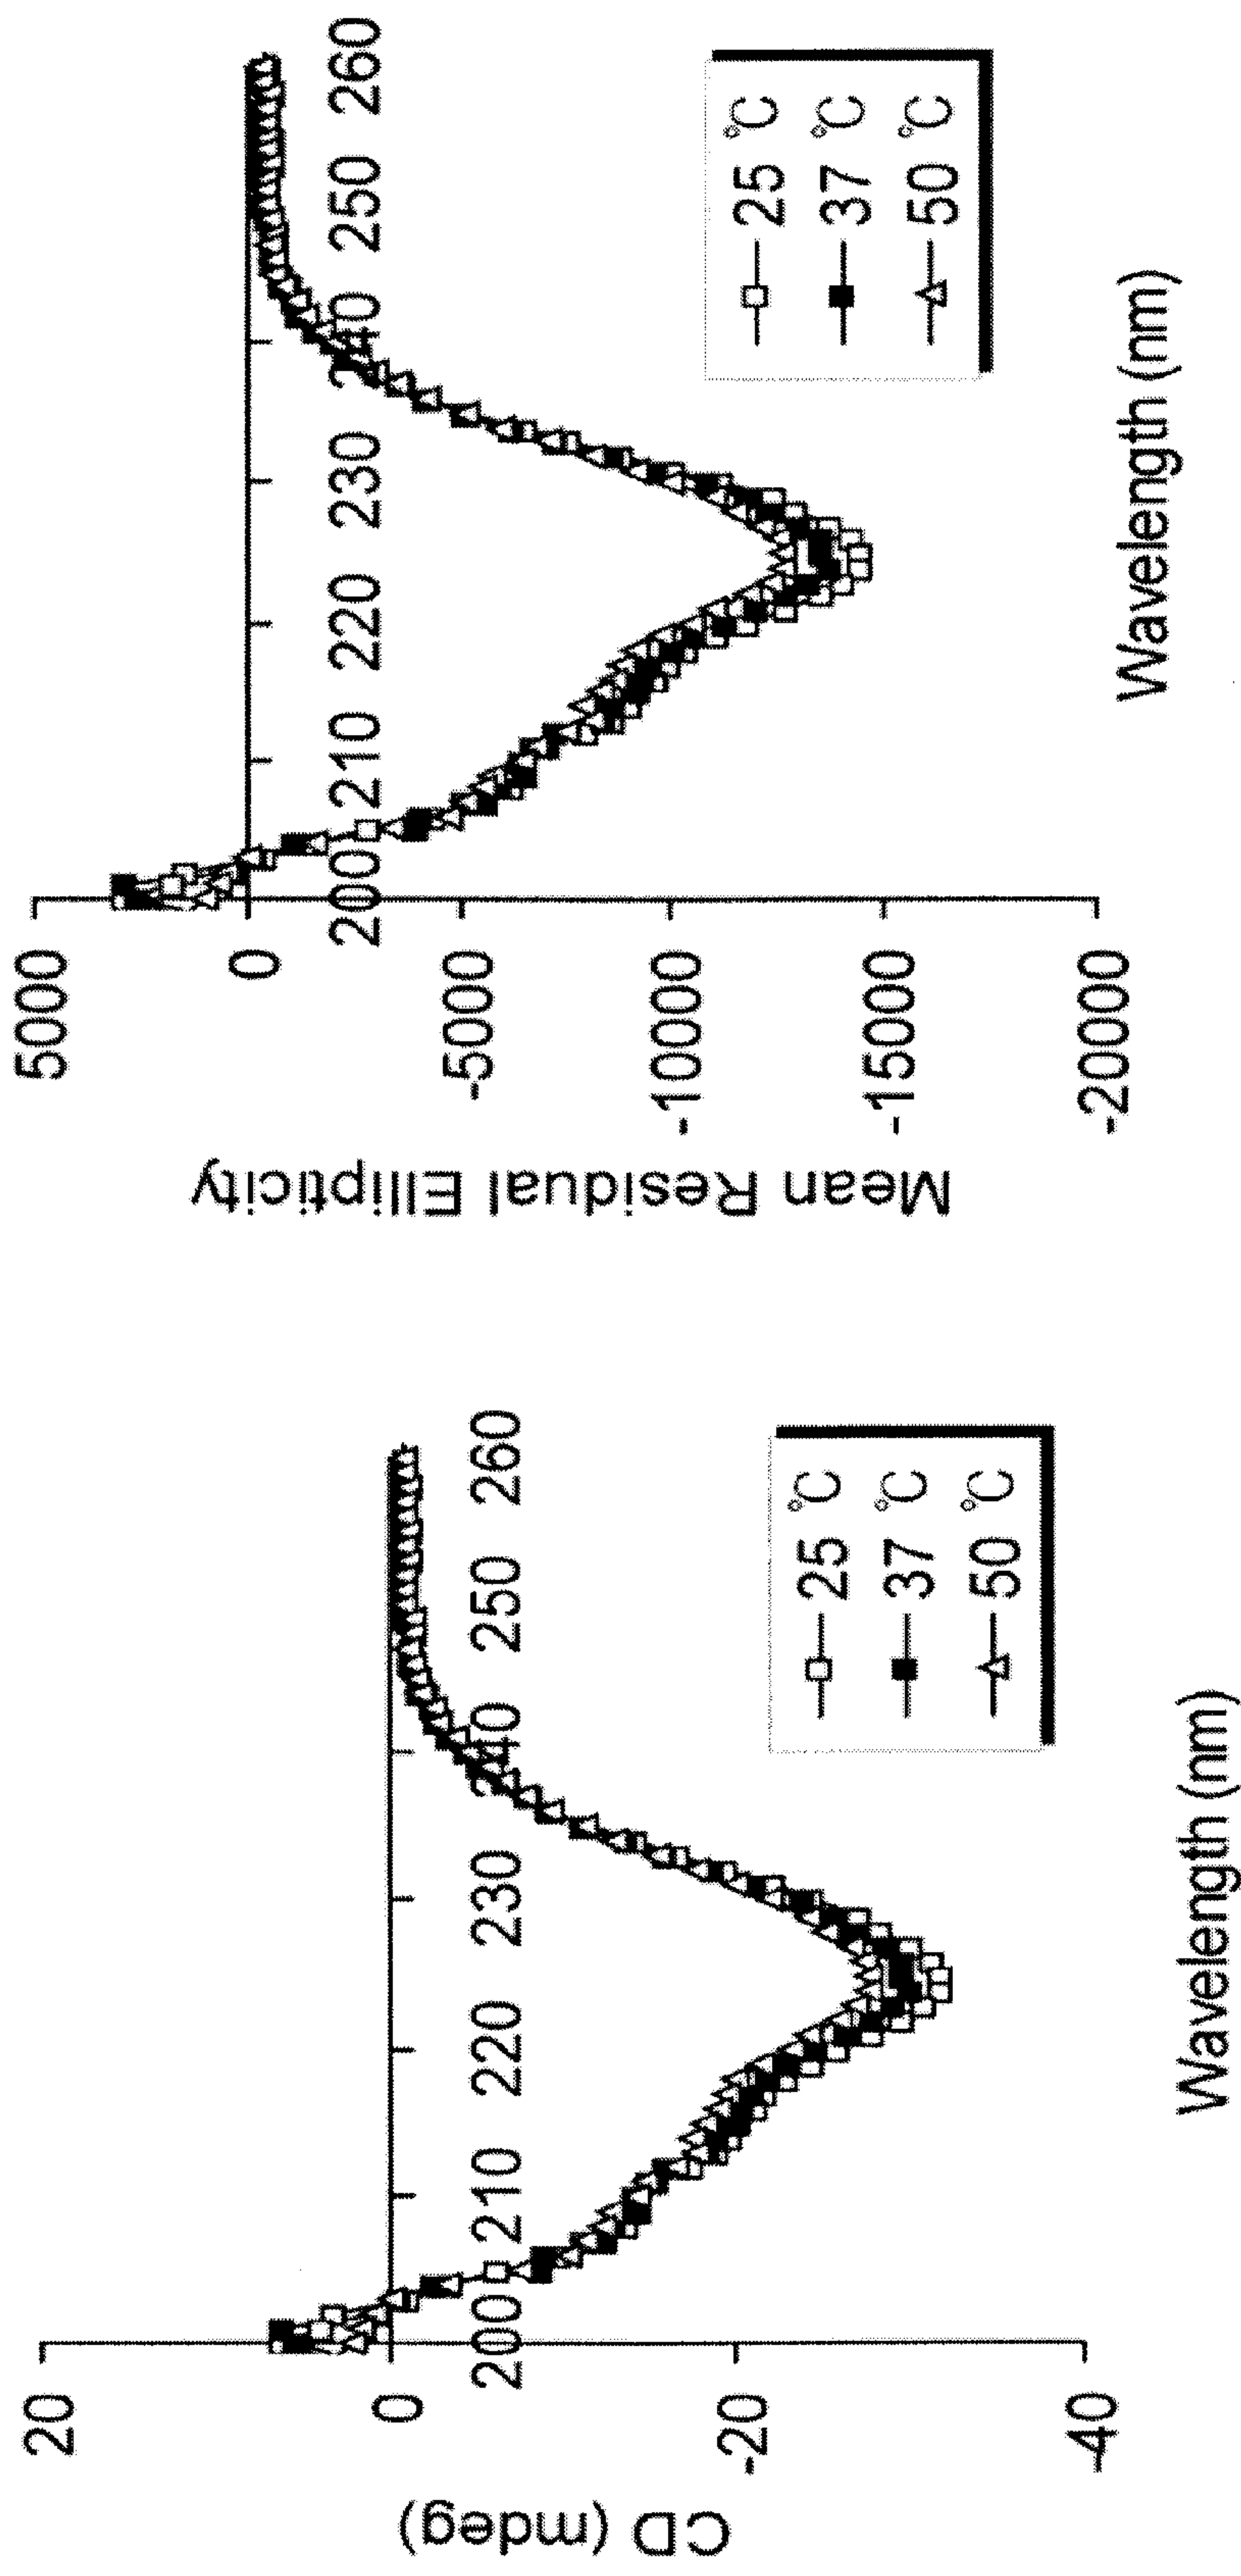 CD (mdeg)
20
0
-20
-40
200 210 220 230 240 250 260
25 °C
37 °C
50 °C
Wavelength (nm)
Mean Residual Ellipticity
5000
0
-5000
-10000
-15000
-20000
200 210 220 230 240 250 260
25 °C
37 °C
50 °C
Wavelength (nm)